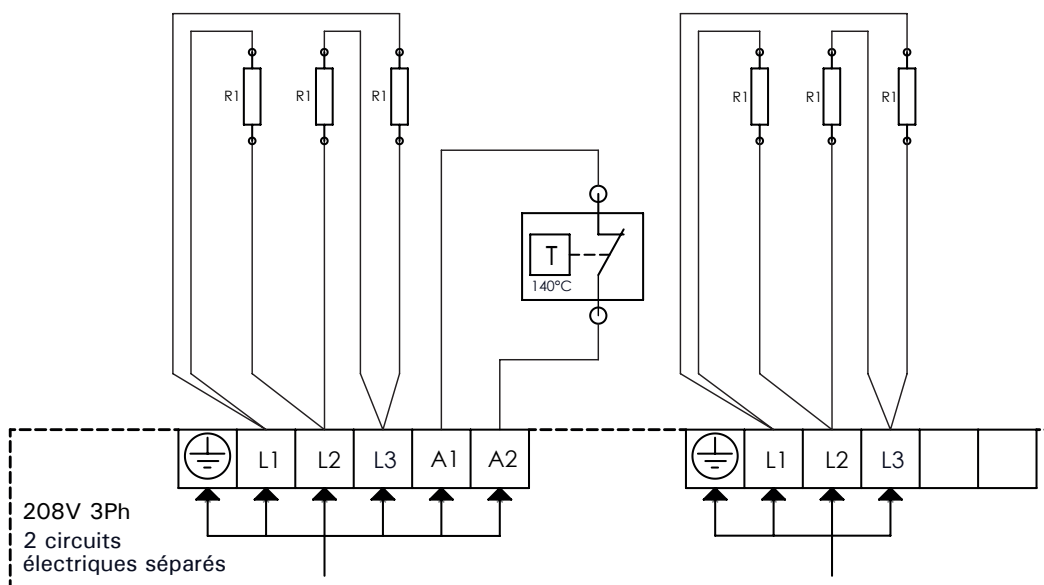 R1 R1 R1 R1 R1 R1
T
140°C
L1 L2 L3 A1 A2 L1 L2 L3
208V 3Ph
2 circuits
électriques séparés